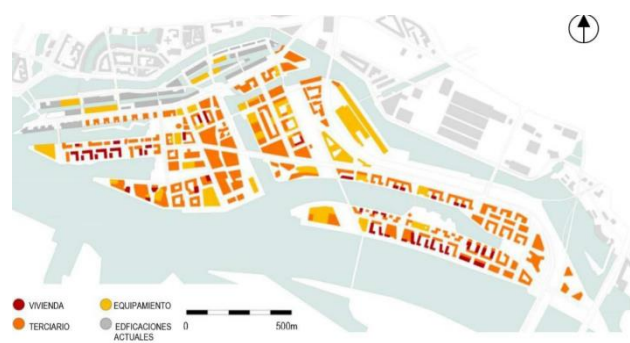 VIVIENDA
EQUIPAMIENTO
TERCIARIO
EDFICACIONES
ACTUALES
0
500m